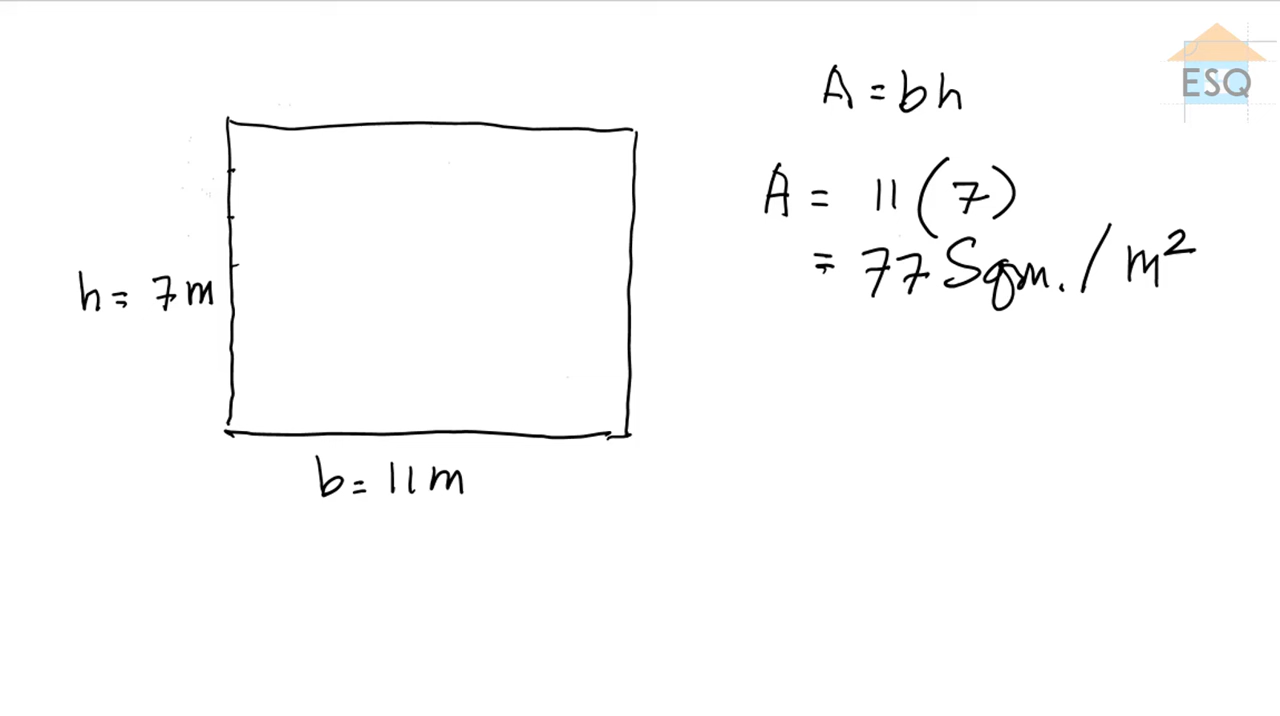 ESQ
A = bh
A = 11(7)
= 77 Sqm. / m²
h = 7m
b = 11m